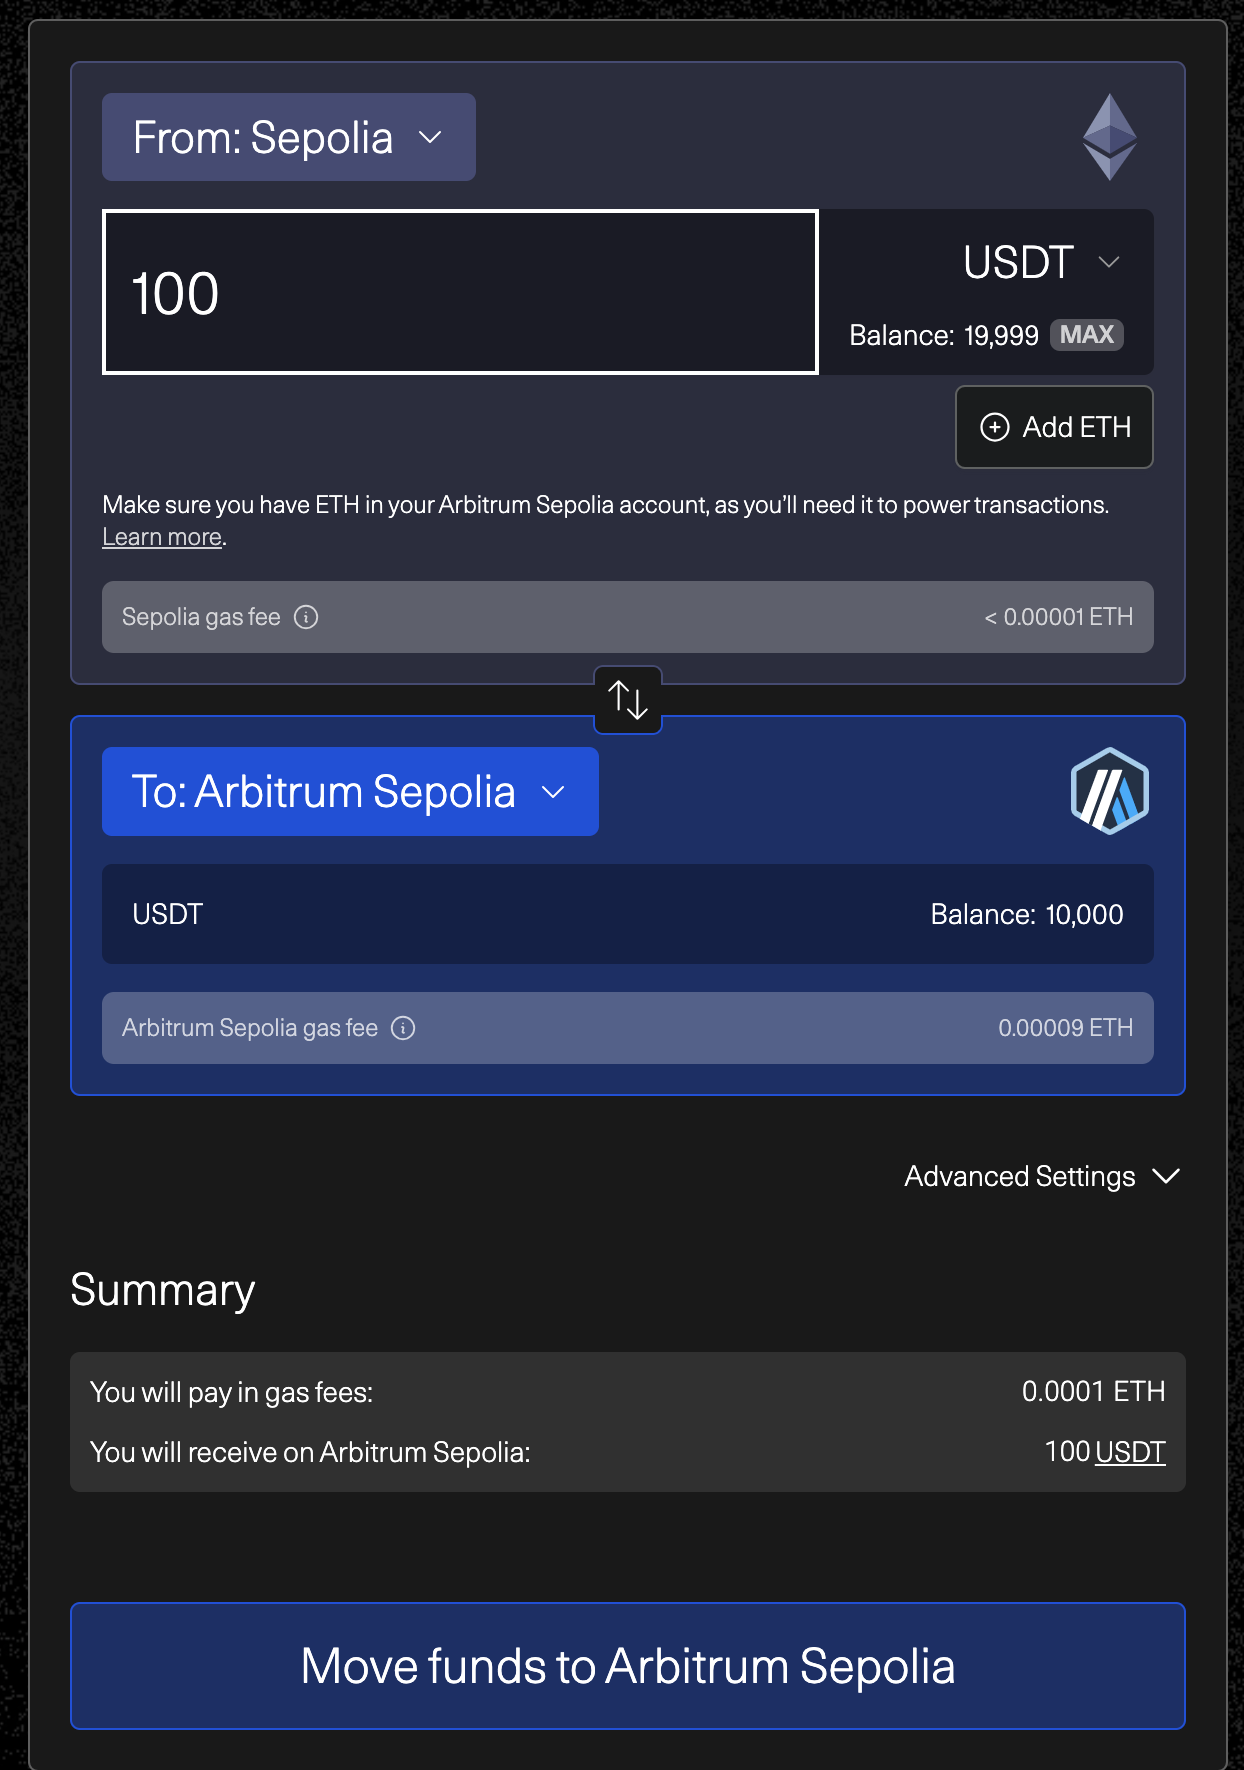 From: Sepolia
100
USDT
Balance: 19,999 MAX
Add ETH
Make sure you have ETH in your Arbitrum Sepolia account, as you’ll need it to power transactions.
Learn more.
Sepolia gas fee < 0.00001 ETH
To: Arbitrum Sepolia
USDT Balance: 10,000
Arbitrum Sepolia gas fee 0.00009 ETH
Advanced Settings
Summary
You will pay in gas fees: 0.0001 ETH
You will receive on Arbitrum Sepolia: 100 USDT
Move funds to Arbitrum Sepolia